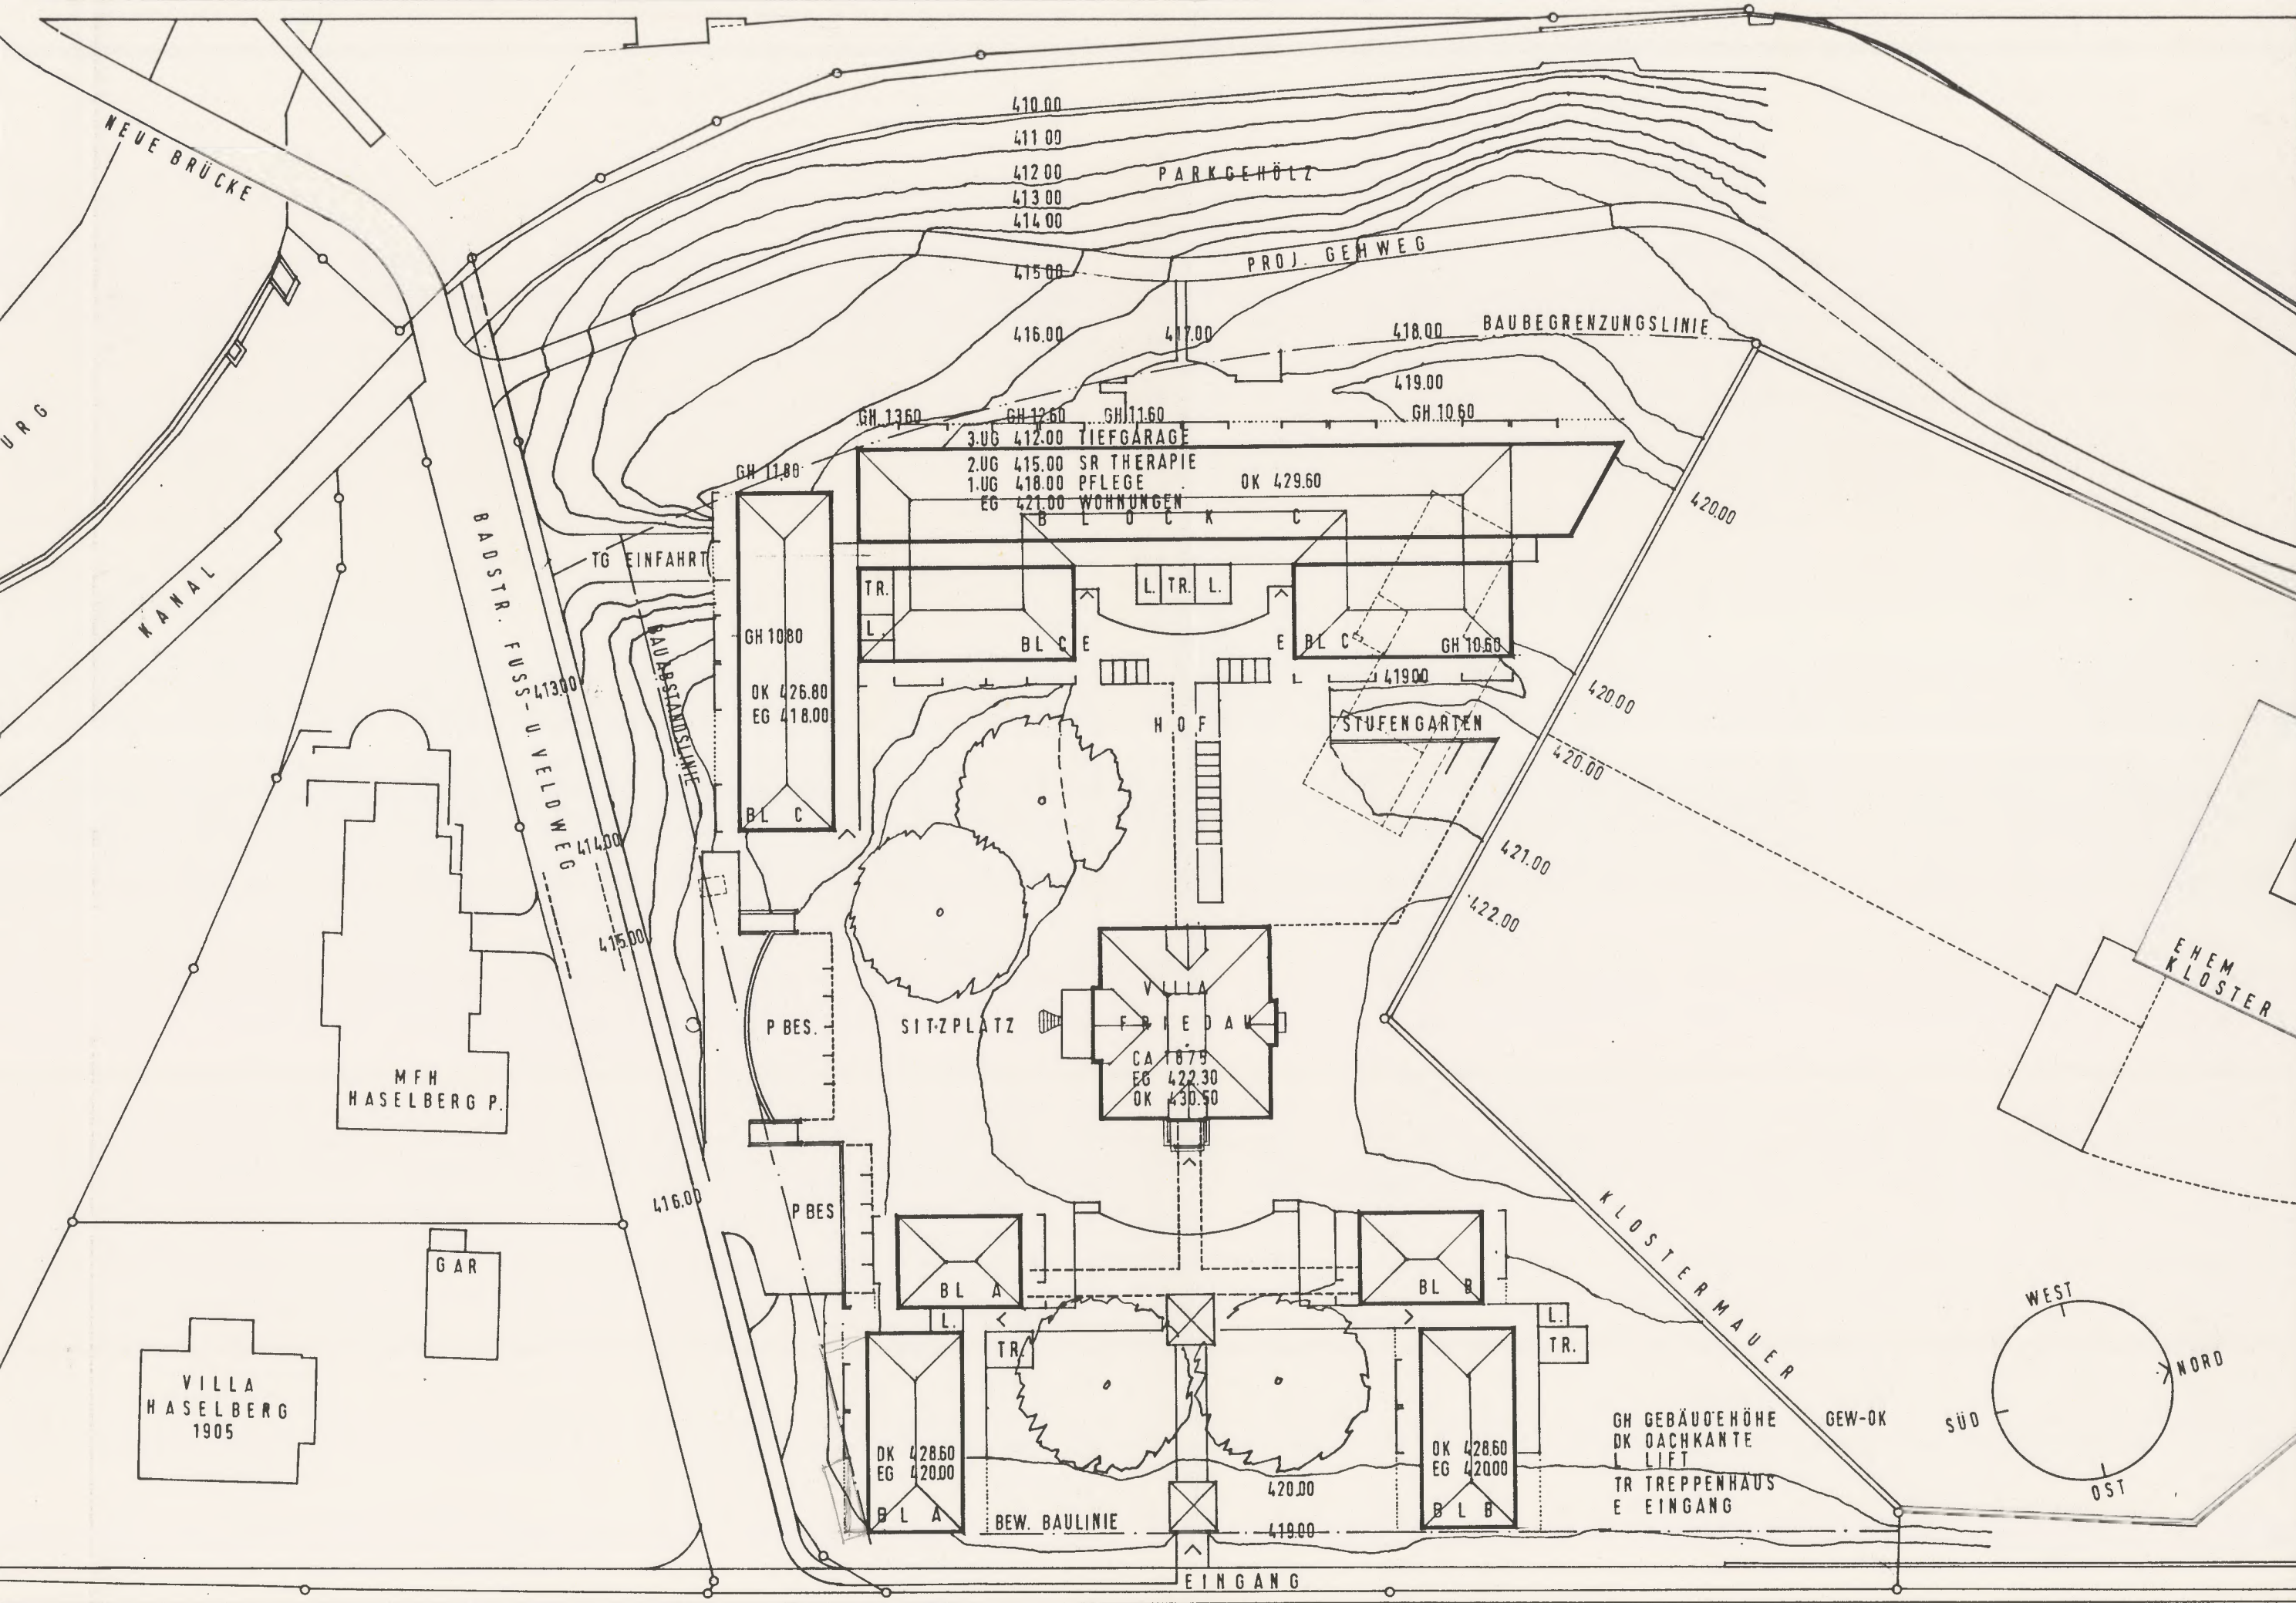 NEUE BRÜCKE
410.00
411 00
412 00
PARKGEHÖLZ
413 00
414 00
PROJ. GEHWEG
415 00
416.00
417.00
418.00
BAUBEGRENZUNGSLINIE
419.00
URG
KANAL
GH 13.60
GH 12.60
GH 11.60
GH 10.60
3.UG 412.00 TIEFGARAGE
2.UG 415.00 SR THERAPIE
1.UG 418.00 PFLEGE
OK 429.60
EG 421.00 WOHNUNGEN
BLOCK C
GH 11.80
420.00
BADSTR. FUSS- U. VELDWEG
TG EINFAHRT
TR.
L.
L. TR. L.
GH 10.80
BAUABSTANDSLINIE
BL C E
E BL C
GH 10.60
413.00
OK 426.80
EG 418.00
419.00
420.00
HOF
STUFENGARTEN
420.00
BL C
414.00
421.00
422.00
415.00
EHEM
KLOSTER
P BES.
SITZPLATZ
VILLA
FRIEDAU
CA 1875
EG 422.30
OK 430.50
MFH
HASELBERG P.
416.00
P BES
KLOSTERMAUER
GAR
BL A
BL B
L.
TR.
L.
TR.
WEST
NORD
SÜD
OST
VILLA
HASELBERG
1905
DK 428.60
EG 420.00
BL A
OK 428.60
EG 420.00
BL B
GH GEBÄUDEHÖHE
DK DACHKANTE
L LIFT
TR TREPPENHAUS
E EINGANG
GEW-OK
420.00
BEW. BAULINIE
419.00
EINGANG